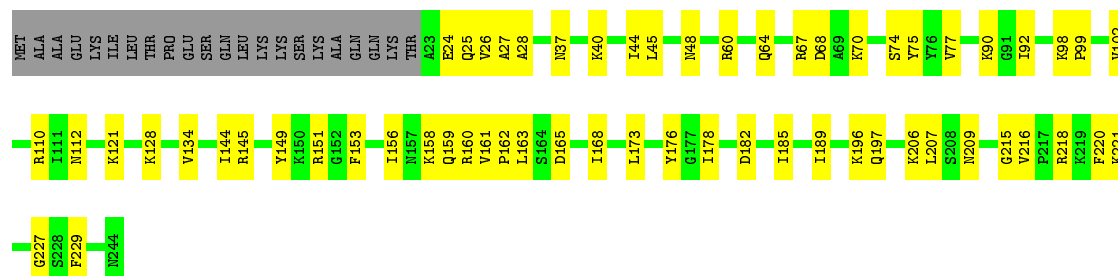 MET ALA ALA GLU LYS ILE LEU THR PRO GLU SER GLN LEU LYS LYS SER LYS ALA GLN GLN LYS THR A23 E24 Q25 V26 A27 A28 N37 K40 I44 L45 N48 R60 Q64 R67 D68 A69 K70 S74 Y75 Y76 V77 K90 G91 I92 K98 P99 V102
R110 I111 N112 K121 K128 V134 I144 R145 Y149 K150 R151 G152 F153 I156 N157 K158 Q159 R160 V161 P162 L163 S164 D165 I168 L173 Y176 G177 I178 D182 I185 I189 K196 Q197 K206 L207 S208 N209 G215 V216 P217 R218 K219 F220 K221
G227 S228 F229 N244